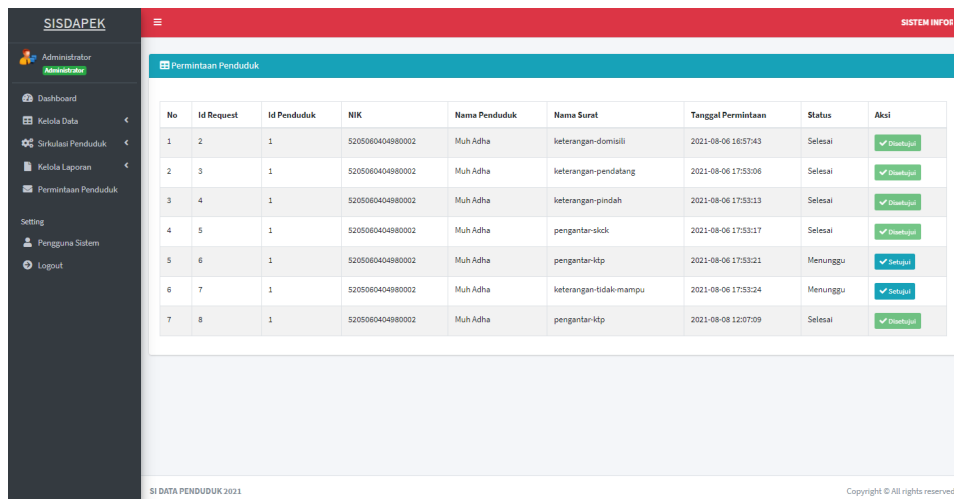 SISDAPEK
SISTEM INFOR
Administrator
Administrator
Permintaan Penduduk
Dashboard
Kelola Data
Sirkulasi Penduduk
Kelola Laporan
Permintaan Penduduk
Setting
Pengguna Sistem
Logout
No Id Request Id Penduduk NIK Nama Penduduk Nama Surat Tanggal Permintaan Status Aksi
1 2 1 5205060404980002 Muh Adha keterangan-domisili 2021-08-06 16:57:43 Selesai Disetujui
2 3 1 5205060404980002 Muh Adha keterangan-pendatang 2021-08-06 17:53:06 Selesai Disetujui
3 4 1 5205060404980002 Muh Adha keterangan-pindah 2021-08-06 17:53:13 Selesai Disetujui
4 5 1 5205060404980002 Muh Adha pengantar-skck 2021-08-06 17:53:17 Selesai Disetujui
5 6 1 5205060404980002 Muh Adha pengantar-ktp 2021-08-06 17:53:21 Menunggu Setujui
6 7 1 5205060404980002 Muh Adha keterangan-tidak-mampu 2021-08-06 17:53:24 Menunggu Setujui
7 8 1 5205060404980002 Muh Adha pengantar-ktp 2021-08-08 12:07:09 Selesai Disetujui
SI DATA PENDUDUK 2021
Copyright © All rights reserved